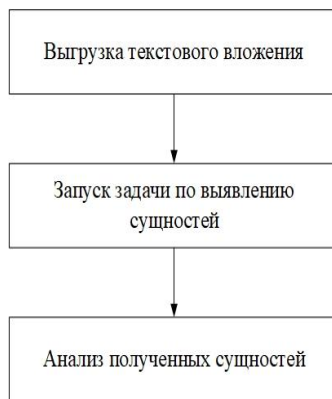 Выгрузка текстового вложения
Запуск задачи по выявлению
сущностей
Анализ полученных сущностей